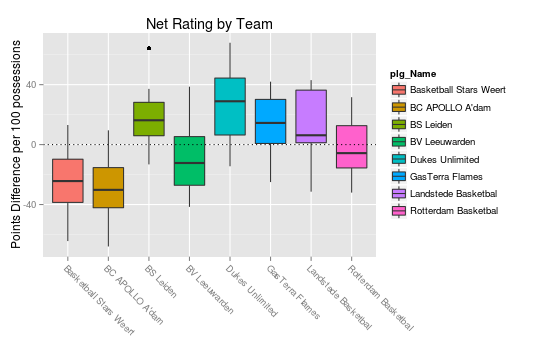 Net Rating by Team
Points Difference per 100 possessions
40
0
-40
Basketball Stars Weert
BC APOLLO A'dam
BS Leiden
BV Leeuwarden
Dukes Unlimited
GasTerra Flames
Landstede Basketbal
Rotterdam Basketbal
plg_Name
Basketball Stars Weert
BC APOLLO A'dam
BS Leiden
BV Leeuwarden
Dukes Unlimited
GasTerra Flames
Landstede Basketbal
Rotterdam Basketbal